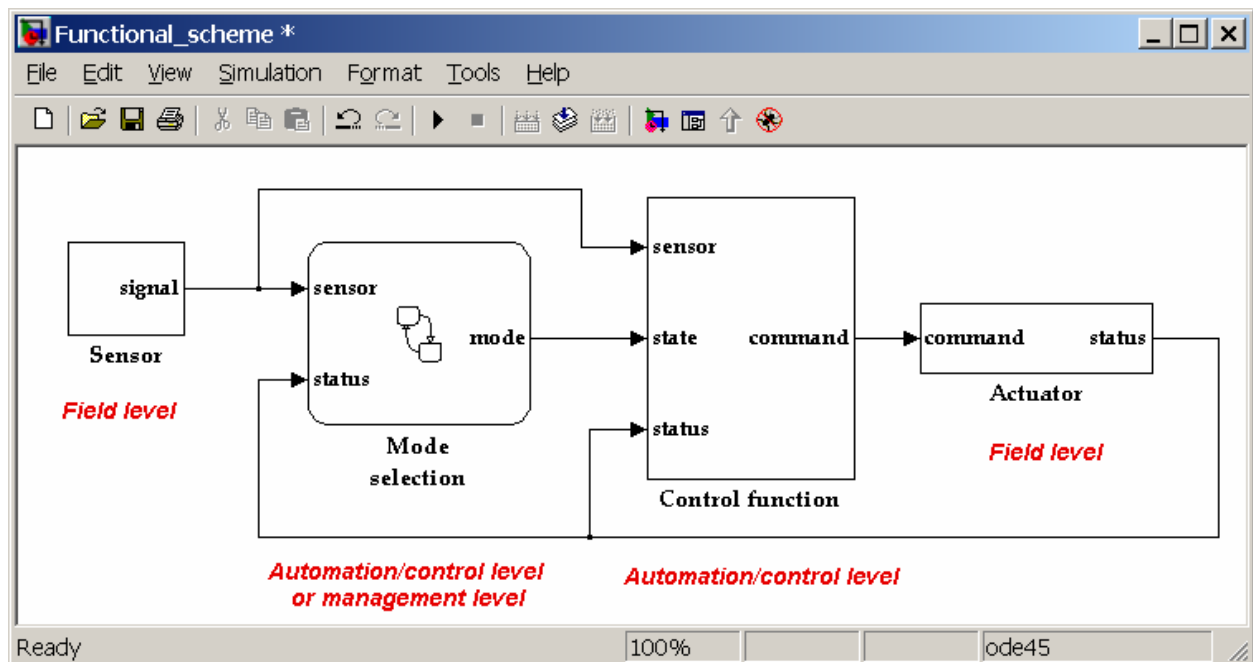 Functional_scheme *
File Edit View Simulation Format Tools Help
signal
Sensor
Field level
sensor
mode
status
Mode
selection
Automation/control level
or management level
sensor
state
command
status
Control function
Automation/control level
command
status
Actuator
Field level
Ready
100%
ode45